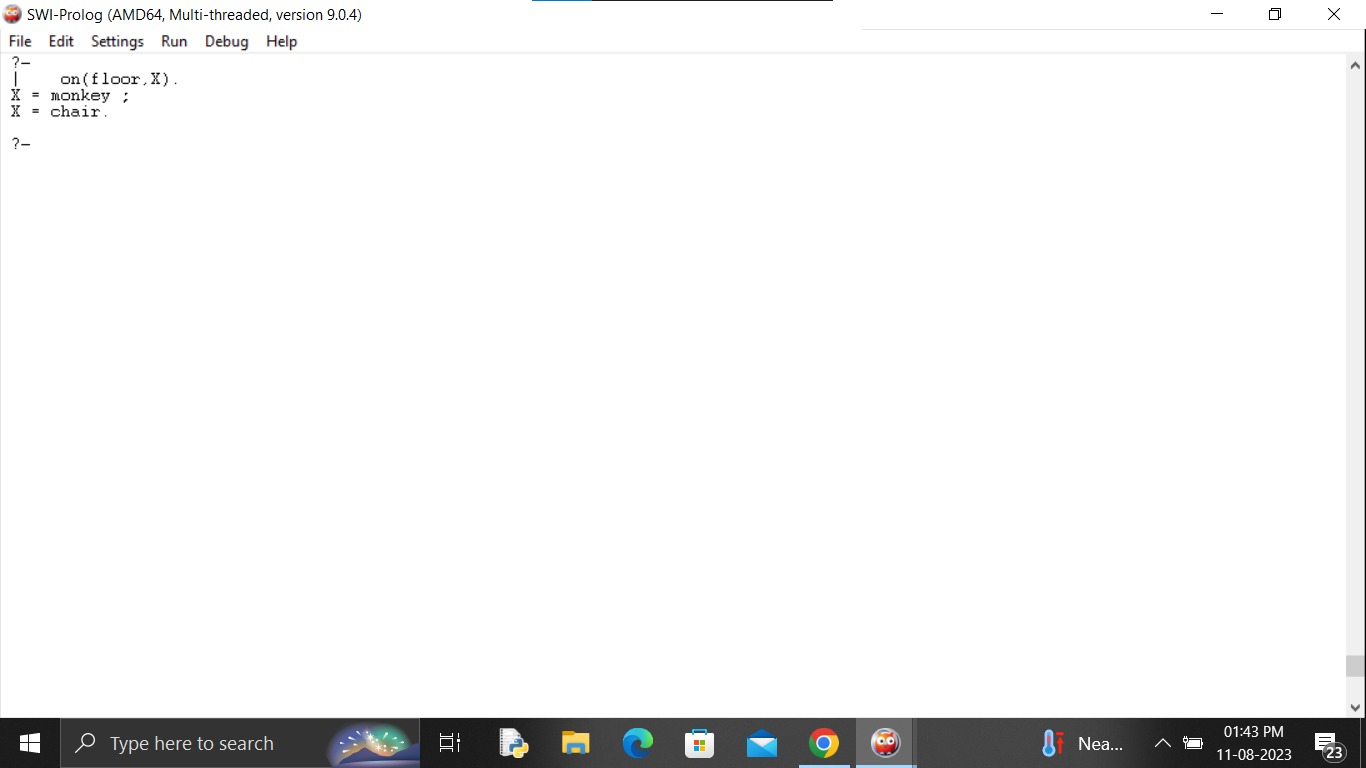 SWI-Prolog (AMD64, Multi-threaded, version 9.0.4)
File Edit Settings Run Debug Help
?-
| on(floor,X).
X = monkey ;
X = chair.
?-
Type here to search
Nea...
01:43 PM
11-08-2023
23